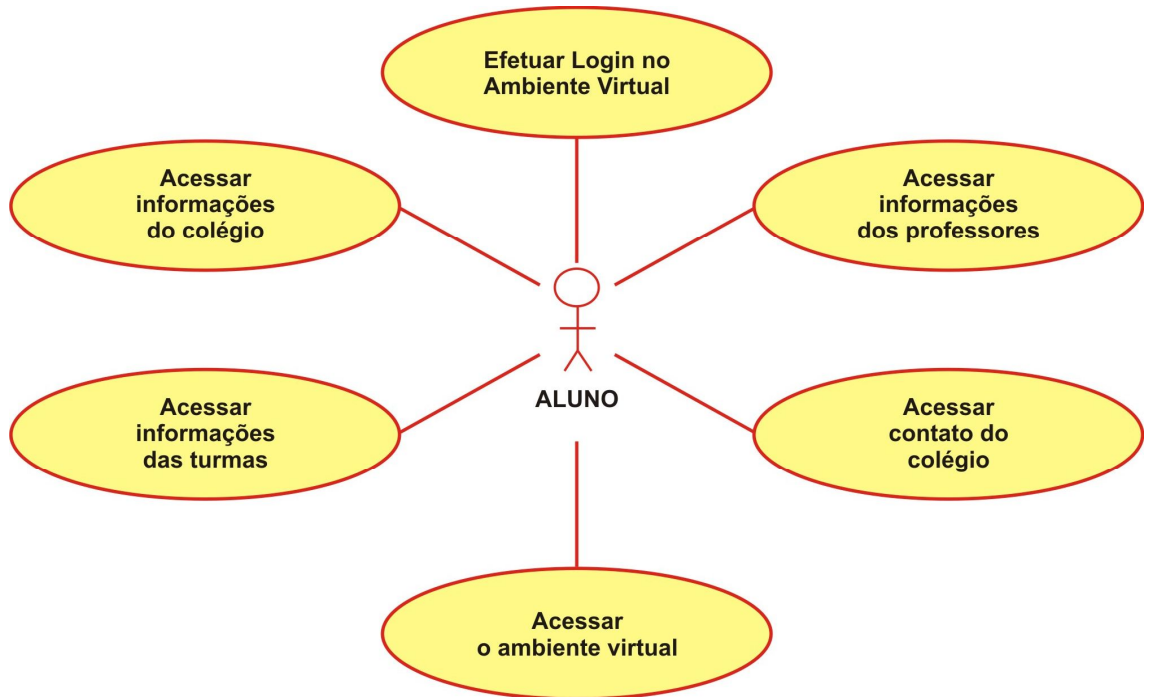 Efetuar Login no
Ambiente Virtual
Acessar
informações
do colégio
Acessar
informações
dos professores
ALUNO
Acessar
informações
das turmas
Acessar
contato do
colégio
Acessar
o ambiente virtual